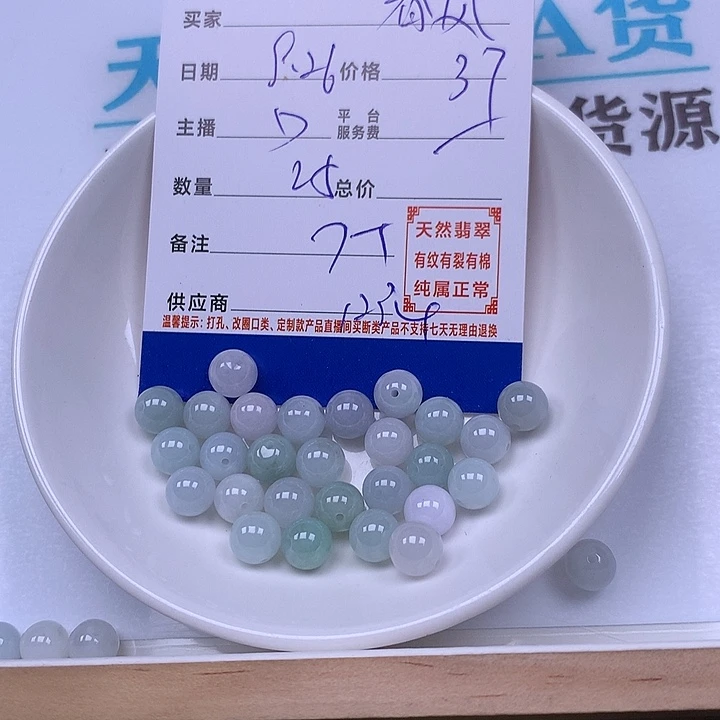 天 A货
货源
买家 春风
日期 8.26 价格 37
主播 平台服务费
数量 25 总价
备注
供应商 1234
天然翡翠
有纹有裂有棉
纯属正常
温馨提示：打孔、改圈口类、定制款产品直播间买断类产品不支持七天无理由退换